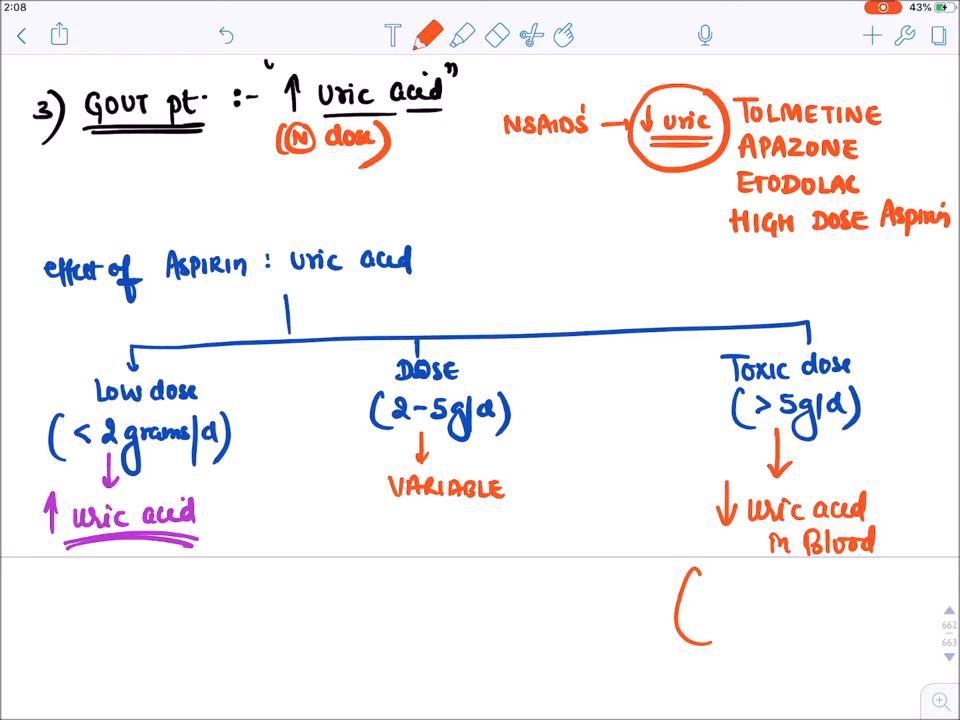 2:08
43%
T
3) GOUT pt. :- "↑ uric acid"
(N dose)
NSAIDS → ↓ uric
TOLMETINE
APAZONE
ETODOLAC
HIGH DOSE Aspirin
effect of ASPIRIN : uric acid
Low dose
(< 2 grams/d)
↑ uric acid
DOSE
(2-5g/d)
VARIABLE
Toxic dose
(> 5g/d)
↓ uric acid
in Blood
(
662
663